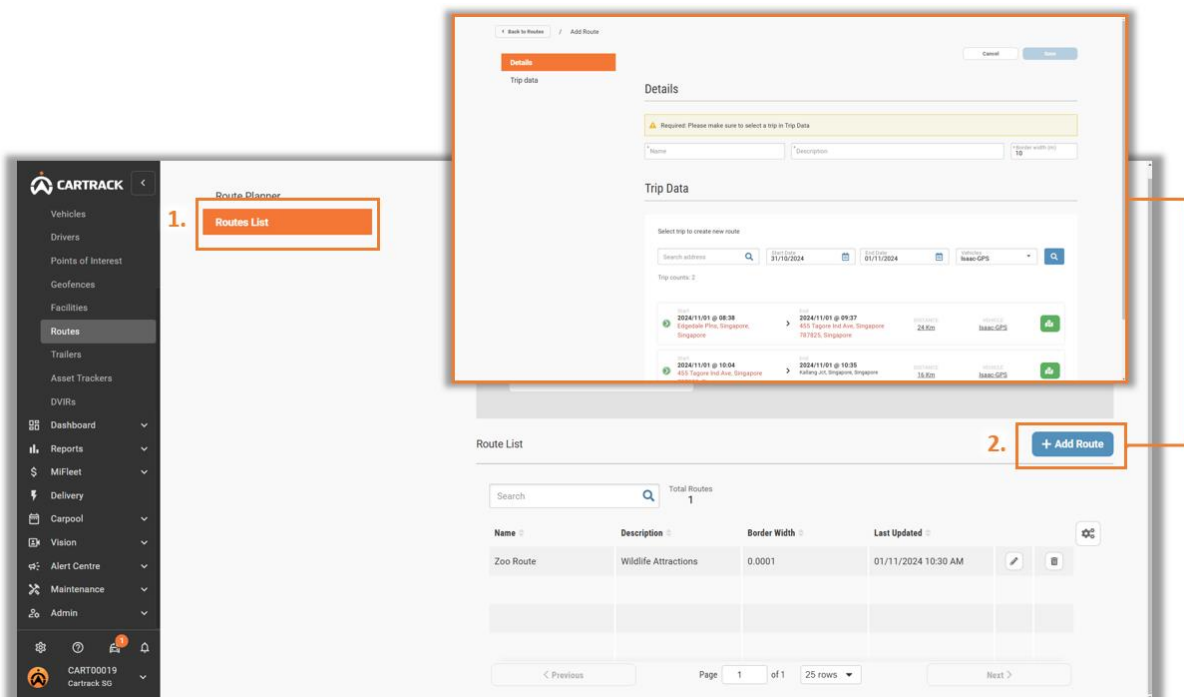 Back to Routes / Add Route
Details
Trip data
Cancel
Save
Details
Required: Please make sure to select a trip in Trip Data
*Name
*Description
*Border width (m)
10
Trip Data
Select trip to create new route
Search address
Start Date
31/10/2024
End Date
01/11/2024
Vehicles
Isaac-GPS
Trip counts: 2
Start
2024/11/01 @ 08:38
Edgedale Plns, Singapore,
Singapore
End
2024/11/01 @ 09:37
455 Tagore Ind Ave, Singapore
787825, Singapore
DISTANCE
24 Km
VEHICLE
Isaac-GPS
Start
2024/11/01 @ 10:04
455 Tagore Ind Ave, Singapore
End
2024/11/01 @ 10:35
Kallang Jct, Singapore, Singapore
DISTANCE
16 Km
VEHICLE
Isaac-GPS
CARTRACK
Vehicles
Drivers
Points of Interest
Geofences
Facilities
Routes
Trailers
Asset Trackers
DVIRs
Dashboard
Reports
MiFleet
Delivery
Carpool
Vision
Alert Centre
Maintenance
Admin
1
CART00019
Cartrack SG
Route Planner
1.
Routes List
Route List
2.
+ Add Route
Search
Total Routes
1
Name Description Border Width Last Updated
Zoo Route Wildlife Attractions 0.0001 01/11/2024 10:30 AM
< Previous
Page 1 of 1
25 rows
Next >